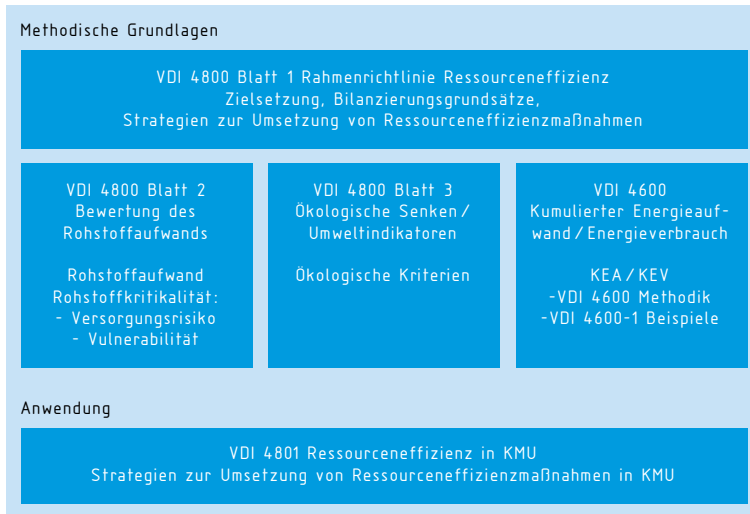 Methodische Grundlagen
VDI 4800 Blatt 1 Rahmenrichtlinie Ressourceneffizienz
Zielsetzung, Bilanzierungsgrundsätze,
Strategien zur Umsetzung von Ressourceneffizienzmaßnahmen
VDI 4800 Blatt 2
Bewertung des
Rohstoffaufwands
Rohstoffaufwand
Rohstoffkritikalität:
- Versorgungsrisiko
- Vulnerabilität
VDI 4800 Blatt 3
Ökologische Senken /
Umweltindikatoren
Ökologische Kriterien
VDI 4600
Kumulierter Energieauf-
wand / Energieverbrauch
KEA / KEV
-VDI 4600 Methodik
-VDI 4600-1 Beispiele
Anwendung
VDI 4801 Ressourceneffizienz in KMU
Strategien zur Umsetzung von Ressourceneffizienzmaßnahmen in KMU